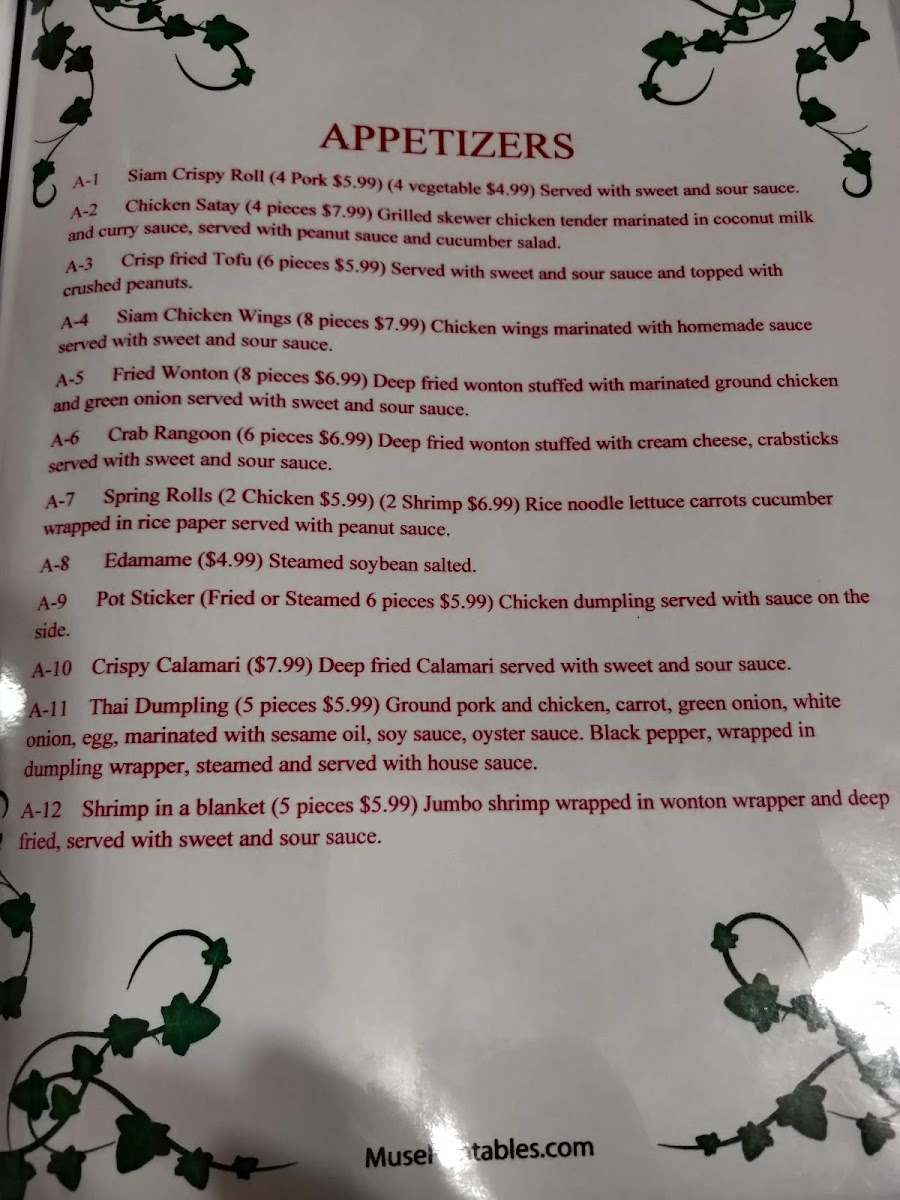 APPETIZERS
A-1 Siam Crispy Roll (4 Pork $5.99) (4 vegetable $4.99) Served with sweet and sour sauce.
A-2 Chicken Satay (4 pieces $7.99) Grilled skewer chicken tender marinated in coconut milk
and curry sauce, served with peanut sauce and cucumber salad.
A-3 Crisp fried Tofu (6 pieces $5.99) Served with sweet and sour sauce and topped with
crushed peanuts.
A-4 Siam Chicken Wings (8 pieces $7.99) Chicken wings marinated with homemade sauce
served with sweet and sour sauce.
A-5 Fried Wonton (8 pieces $6.99) Deep fried wonton stuffed with marinated ground chicken
and green onion served with sweet and sour sauce.
A-6 Crab Rangoon (6 pieces $6.99) Deep fried wonton stuffed with cream cheese, crabsticks
served with sweet and sour sauce.
A-7 Spring Rolls (2 Chicken $5.99) (2 Shrimp $6.99) Rice noodle lettuce carrots cucumber
wrapped in rice paper served with peanut sauce.
A-8 Edamame ($4.99) Steamed soybean salted.
A-9 Pot Sticker (Fried or Steamed 6 pieces $5.99) Chicken dumpling served with sauce on the
side.
A-10 Crispy Calamari ($7.99) Deep fried Calamari served with sweet and sour sauce.
A-11 Thai Dumpling (5 pieces $5.99) Ground pork and chicken, carrot, green onion, white
onion, egg, marinated with sesame oil, soy sauce, oyster sauce. Black pepper, wrapped in
dumpling wrapper, steamed and served with house sauce.
A-12 Shrimp in a blanket (5 pieces $5.99) Jumbo shrimp wrapped in wonton wrapper and deep
fried, served with sweet and sour sauce.